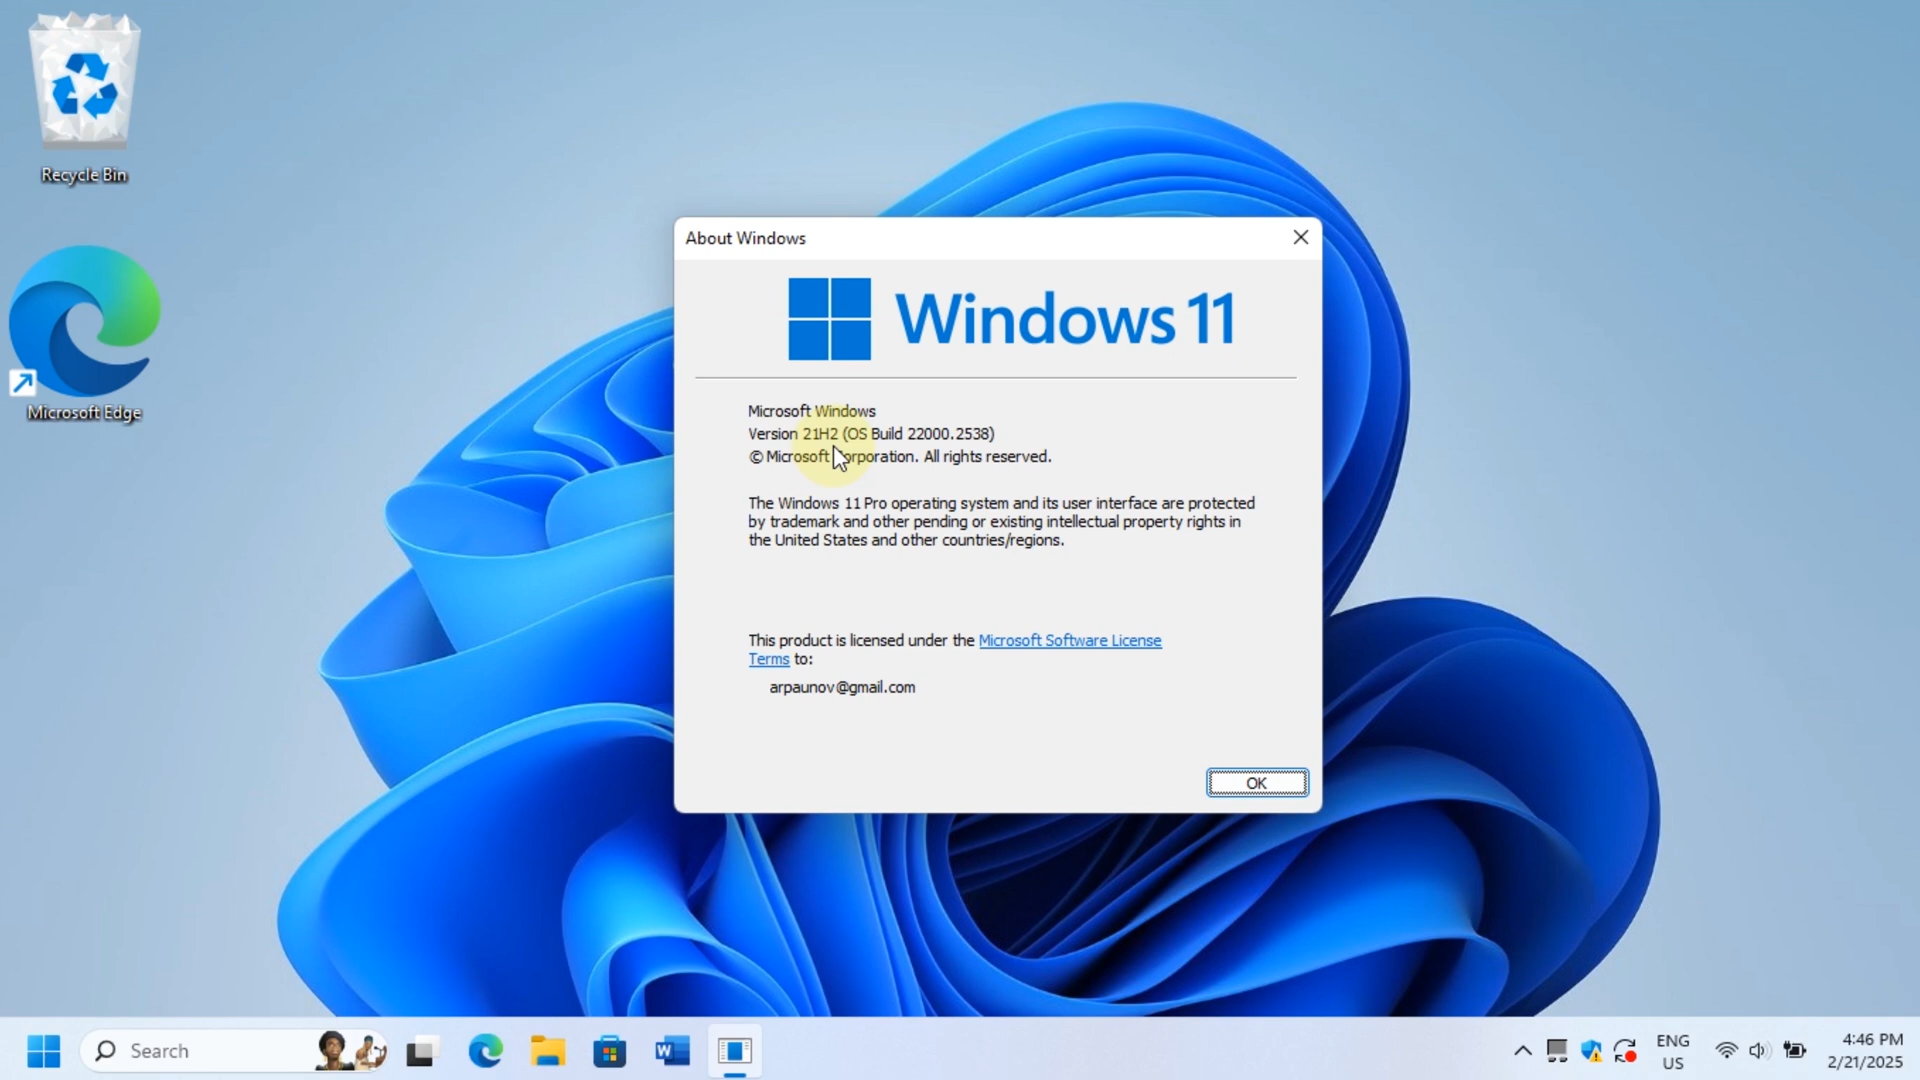 Recycle Bin
Microsoft Edge
About Windows
Windows 11
Microsoft Windows
Version 21H2 (OS Build 22000.2538)
© Microsoft Corporation. All rights reserved.
The Windows 11 Pro operating system and its user interface are protected
by trademark and other pending or existing intellectual property rights in
the United States and other countries/regions.
This product is licensed under the Microsoft Software License
Terms to:
arpaunov@gmail.com
OK
Search
W
ENG
US
4:46 PM
2/21/2025